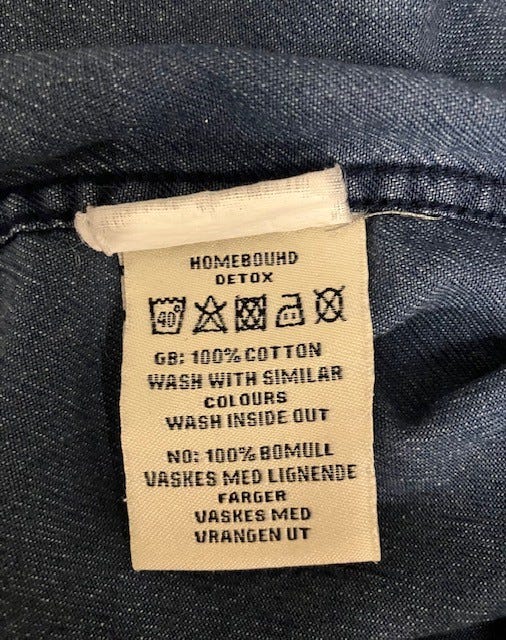 HOMEBOUHD
DETOX
40°
GB: 100% COTTON
WASH WITH SIMILAR
COLOURS
WASH INSIDE OUT
NO: 100% BOMULL
VASKES MED LIGNENDE
FARGER
VASKES MED
VRANGEN UT